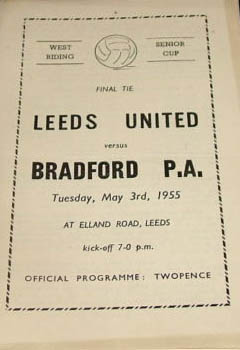 WEST SENIOR
RIDING CUP
FINAL TIE
LEEDS UNITED
versus
BRADFORD P.A.
Tuesday, May 3rd, 1955
AT ELLAND ROAD, LEEDS
kick-off 7-0 p.m.
OFFICIAL PROGRAMME: TWOPENCE